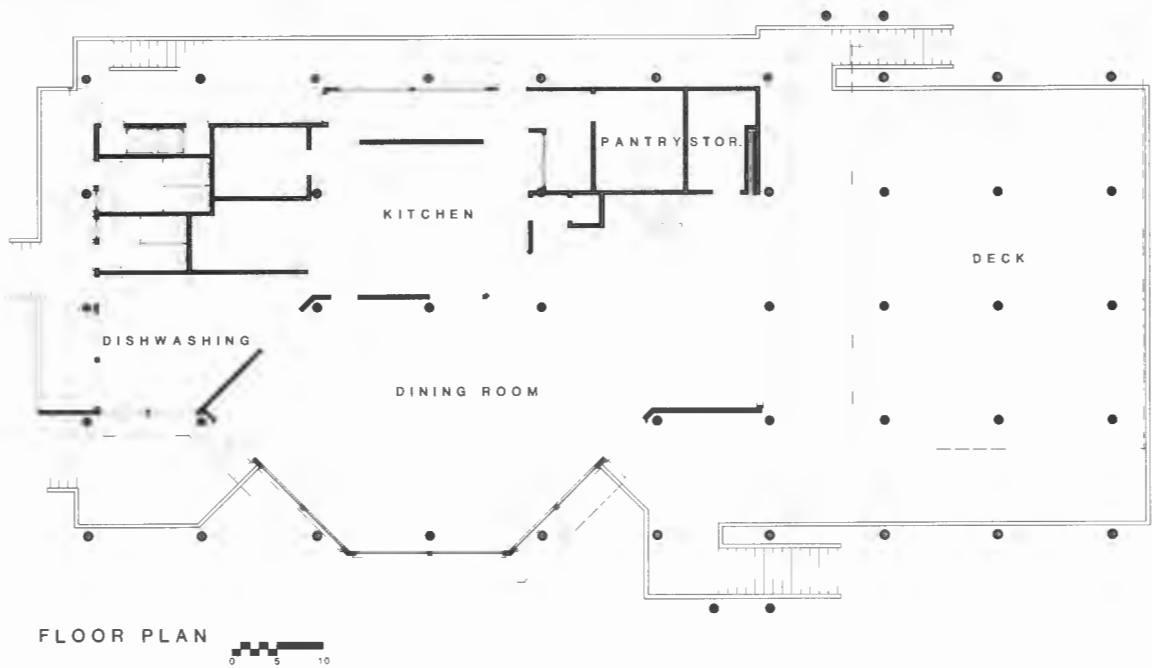 PANTRY STOR.
KITCHEN
DECK
DISHWASHING
DINING ROOM
FLOOR PLAN
0 5 10